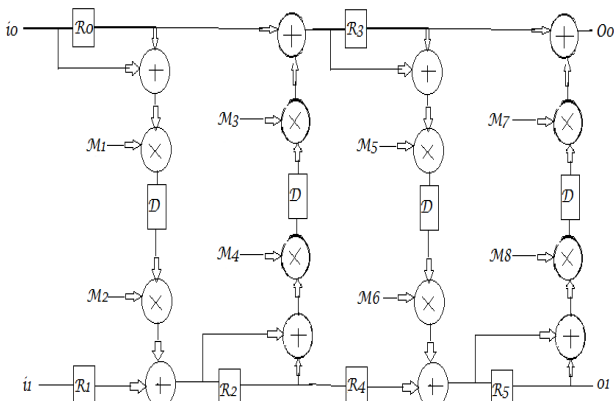 i0 R0 R3 O0
+ + + +
M3 × M7 ×
M1 × M5 ×
D D D D
M4 × M8 ×
M2 × M6 ×
+ +
i1 R1 + R2 R4 + R5 o1